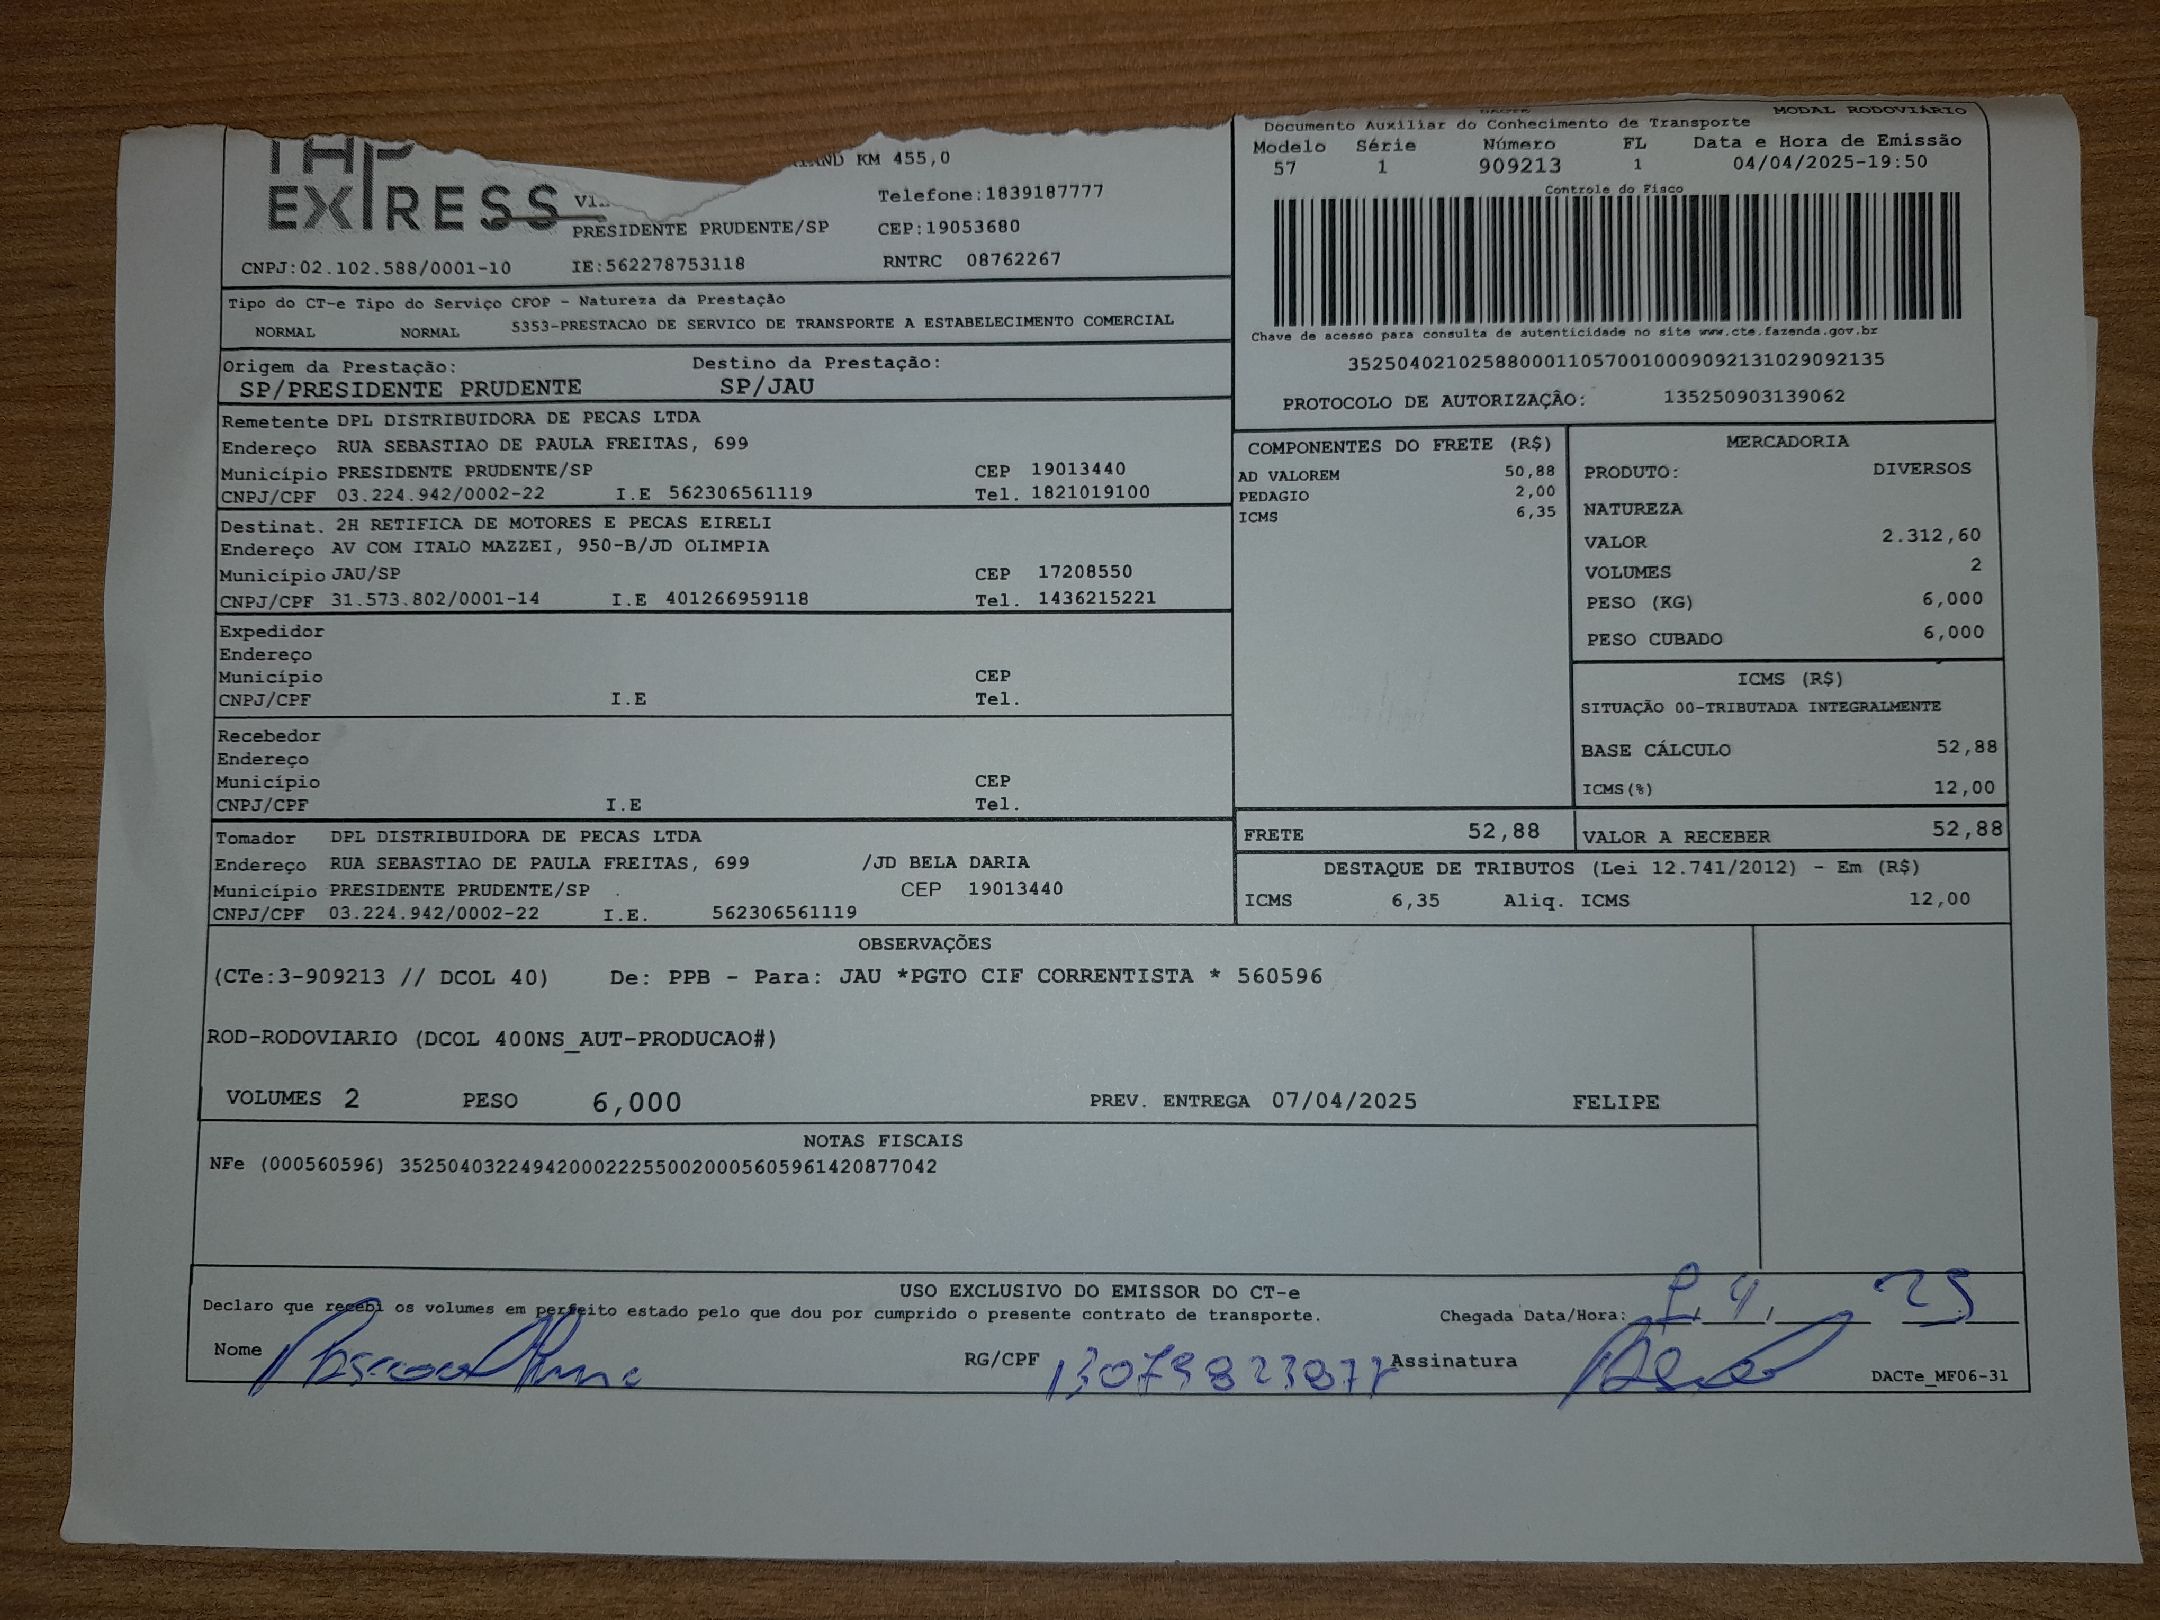 EXPRESS
KM 455,0
Telefone:1839187777
PRESIDENTE PRUDENTE/SP CEP:19053680
CNPJ:02.102.588/0001-10 IE:562278753118 RNTRC 08762267
MODAL RODOVIÁRIO
Documento Auxiliar do Conhecimento de Transporte
Modelo Série Número FL Data e Hora de Emissão
57 1 909213 1 04/04/2025-19:50
Controle do Fisco
Chave de acesso para consulta de autenticidade no site www.cte.fazenda.gov.br
35250402102588000110570010009092131029092135
PROTOCOLO DE AUTORIZAÇÃO: 135250903139062
Tipo do CT-e Tipo do Serviço CFOP - Natureza da Prestação
NORMAL NORMAL 5353-PRESTACAO DE SERVICO DE TRANSPORTE A ESTABELECIMENTO COMERCIAL
Origem da Prestação: Destino da Prestação:
SP/PRESIDENTE PRUDENTE SP/JAU
Remetente DPL DISTRIBUIDORA DE PECAS LTDA
Endereço RUA SEBASTIAO DE PAULA FREITAS, 699
Município PRESIDENTE PRUDENTE/SP CEP 19013440
CNPJ/CPF 03.224.942/0002-22 I.E 562306561119 Tel. 1821019100
Destinat. 2H RETIFICA DE MOTORES E PECAS EIRELI
Endereço AV COM ITALO MAZZEI, 950-B/JD OLIMPIA
Município JAU/SP CEP 17208550
CNPJ/CPF 31.573.802/0001-14 I.E 401266959118 Tel. 1436215221
Expedidor
Endereço
Município CEP
CNPJ/CPF I.E Tel.
Recebedor
Endereço
Município CEP
CNPJ/CPF I.E Tel.
Tomador DPL DISTRIBUIDORA DE PECAS LTDA
Endereço RUA SEBASTIAO DE PAULA FREITAS, 699 /JD BELA DARIA
Município PRESIDENTE PRUDENTE/SP CEP 19013440
CNPJ/CPF 03.224.942/0002-22 I.E. 562306561119
COMPONENTES DO FRETE (R$)
AD VALOREM 50,88
PEDAGIO 2,00
ICMS 6,35
MERCADORIA
PRODUTO: DIVERSOS
NATUREZA
VALOR 2.312,60
VOLUMES 2
PESO (KG) 6,000
PESO CUBADO 6,000
ICMS (R$)
SITUAÇÃO 00-TRIBUTADA INTEGRALMENTE
BASE CÁLCULO 52,88
ICMS(%) 12,00
FRETE 52,88 VALOR A RECEBER 52,88
DESTAQUE DE TRIBUTOS (Lei 12.741/2012) - Em (R$)
ICMS 6,35 Aliq. ICMS 12,00
OBSERVAÇÕES
(CTe:3-909213 // DCOL 40) De: PPB - Para: JAU *PGTO CIF CORRENTISTA * 560596
ROD-RODOVIARIO (DCOL 400NS_AUT-PRODUCAO#)
VOLUMES 2 PESO 6,000 PREV. ENTREGA 07/04/2025 FELIPE
NOTAS FISCAIS
NFe (000560596) 35250403224942000222550020005605961420877042
USO EXCLUSIVO DO EMISSOR DO CT-e
Declaro que recebi os volumes em perfeito estado pelo que dou por cumprido o presente contrato de transporte. Chegada Data/Hora:
Nome RG/CPF Assinatura
DACTe_MF06-31